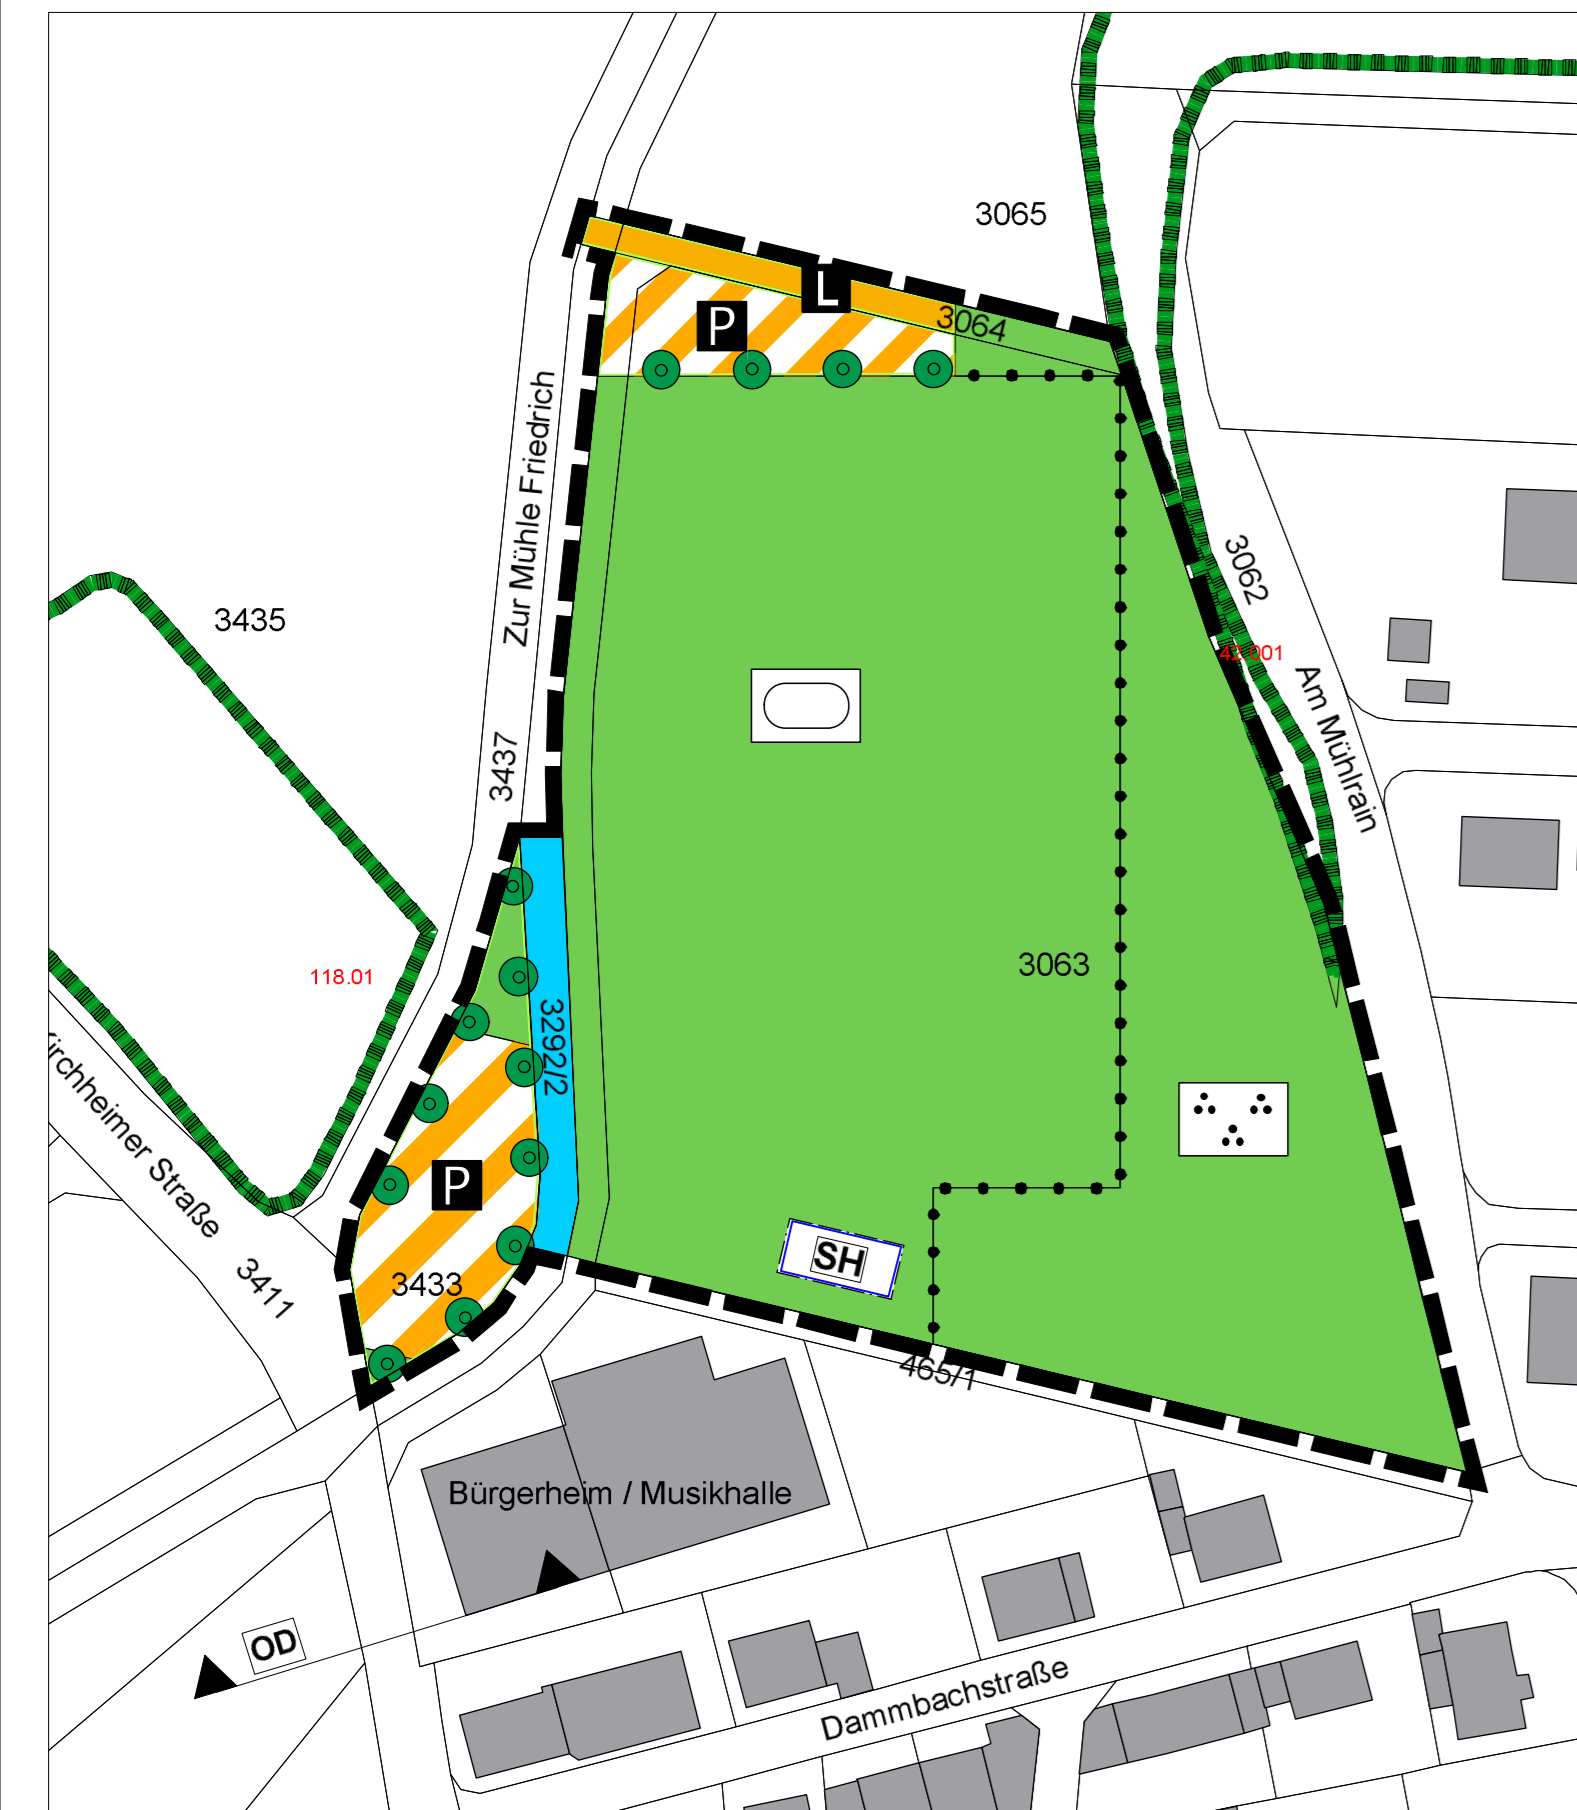 3065
L
3064
P
Zur Mühle Friedrich
3062
3435
42.001
Am Mühlrain
3437
3063
118.01
3292/2
irchheimer Straße
P
SH
3433
3411
465/1
Bürgerheim / Musikhalle
OD
Dammbachstraße